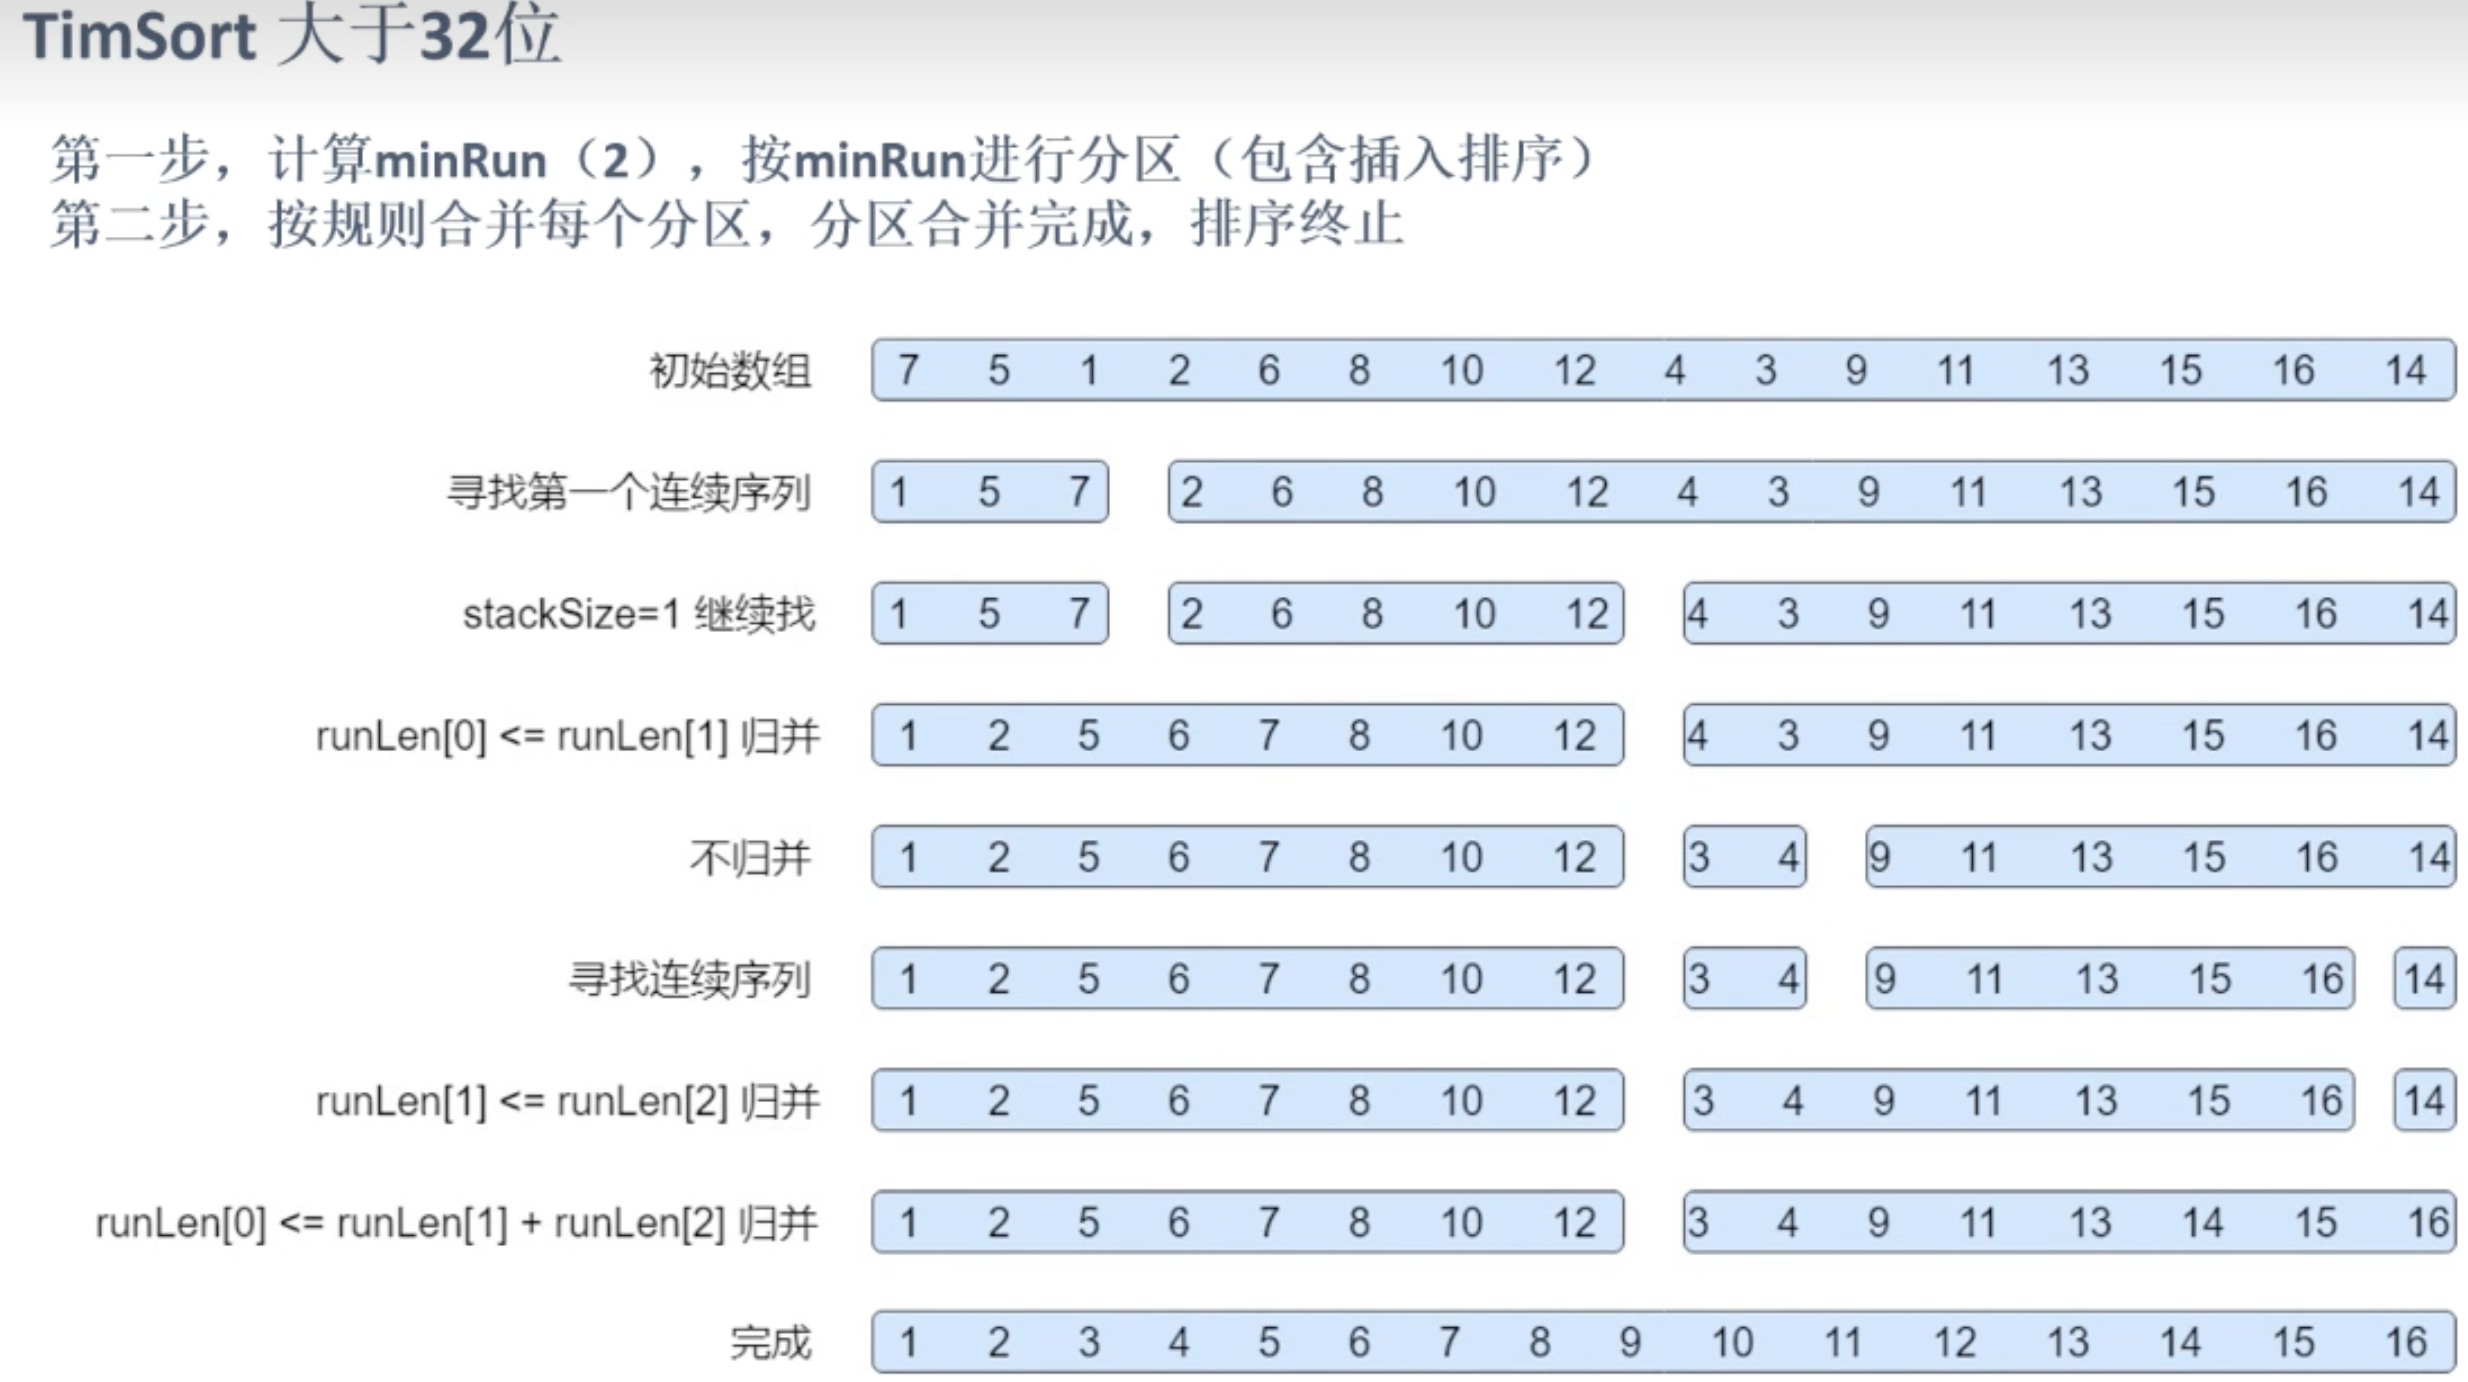 TimSort 大于32位
第一步，计算minRun（2），按minRun进行分区（包含插入排序）
第二步，按规则合并每个分区，分区合并完成，排序终止
初始数组 7 5 1 2 6 8 10 12 4 3 9 11 13 15 16 14
寻找第一个连续序列 1 5 7 2 6 8 10 12 4 3 9 11 13 15 16 14
stackSize=1 继续找 1 5 7 2 6 8 10 12 4 3 9 11 13 15 16 14
runLen[0] <= runLen[1] 归并 1 2 5 6 7 8 10 12 4 3 9 11 13 15 16 14
不归并 1 2 5 6 7 8 10 12 3 4 9 11 13 15 16 14
寻找连续序列 1 2 5 6 7 8 10 12 3 4 9 11 13 15 16 14
runLen[1] <= runLen[2] 归并 1 2 5 6 7 8 10 12 3 4 9 11 13 15 16 14
runLen[0] <= runLen[1] + runLen[2] 归并 1 2 5 6 7 8 10 12 3 4 9 11 13 14 15 16
完成 1 2 3 4 5 6 7 8 9 10 11 12 13 14 15 16